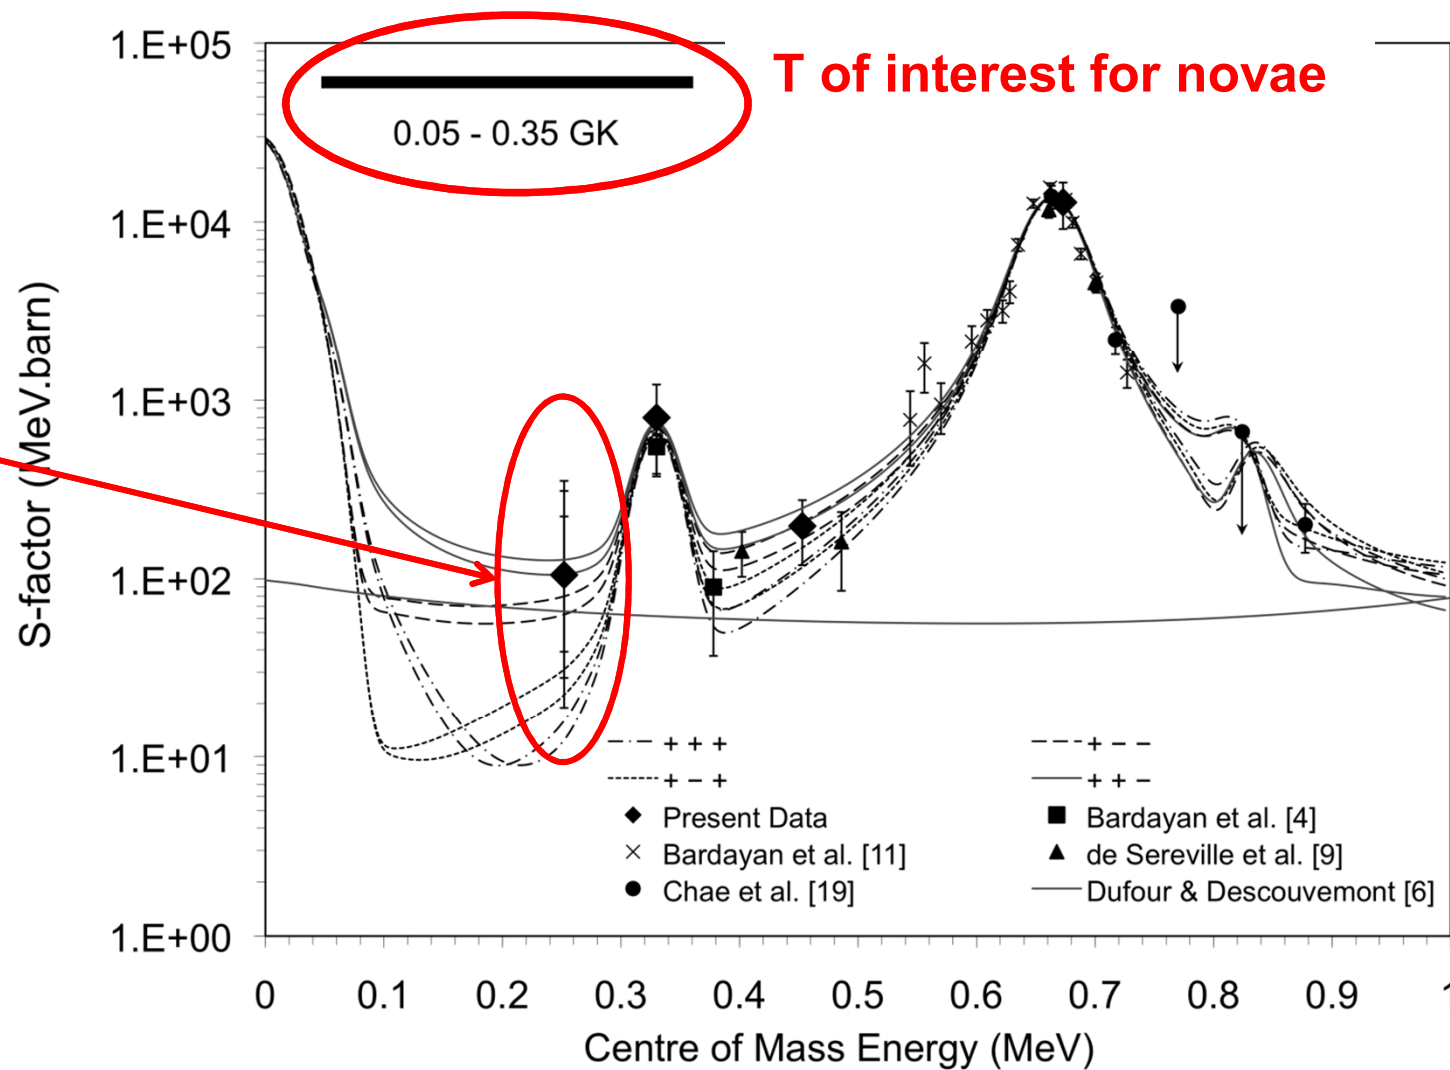 T of interest for novae
0.05 - 0.35 GK
1.E+05
1.E+04
1.E+03
1.E+02
1.E+01
1.E+00
S-factor (MeV.barn)
+ + +
+ - -
+ - +
+ + -
Present Data
Bardayan et al. [4]
Bardayan et al. [11]
de Sereville et al. [9]
Chae et al. [19]
Dufour & Descouvemont [6]
0 0.1 0.2 0.3 0.4 0.5 0.6 0.7 0.8 0.9
Centre of Mass Energy (MeV)